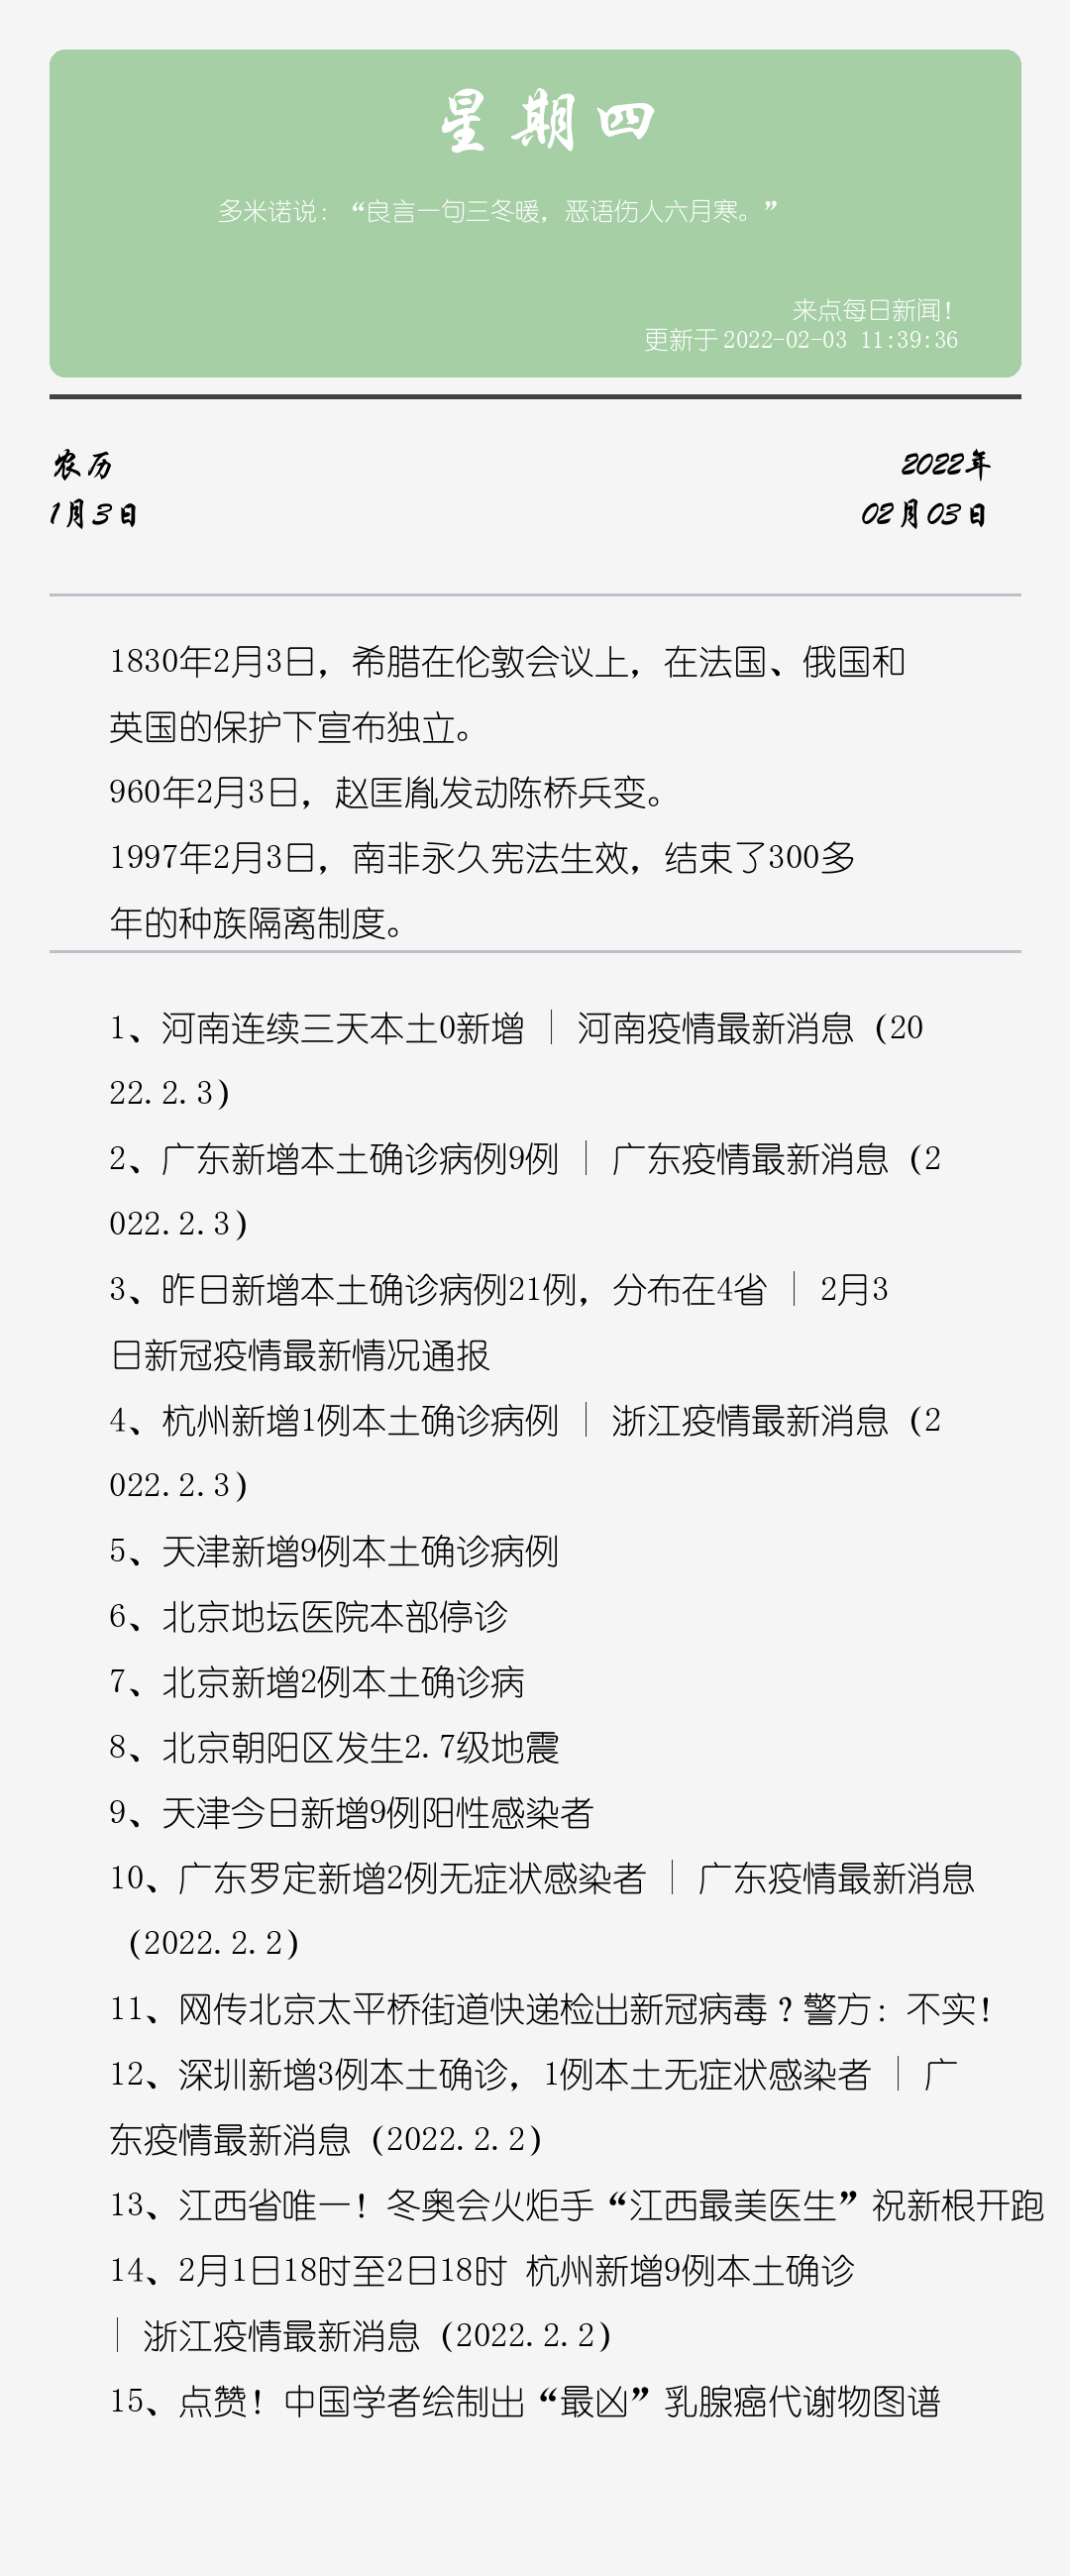 星期四
多米诺说：“良言一句三冬暖，恶语伤人六月寒。”
来点每日新闻！
更新于2022-02-03 11:39:36
农历
2022年
1月3日
02月03日
1830年2月3日，希腊在伦敦会议上，在法国、俄国和
英国的保护下宣布独立。
960年2月3日，赵匡胤发动陈桥兵变。
1997年2月3日，南非永久宪法生效，结束了300多
年的种族隔离制度。
1、河南连续三天本土0新增 | 河南疫情最新消息（20
22.2.3）
2、广东新增本土确诊病例9例 | 广东疫情最新消息（2
022.2.3）
3、昨日新增本土确诊病例21例，分布在4省 | 2月3
日新冠疫情最新情况通报
4、杭州新增1例本土确诊病例 | 浙江疫情最新消息（2
022.2.3）
5、天津新增9例本土确诊病例
6、北京地坛医院本部停诊
7、北京新增2例本土确诊病
8、北京朝阳区发生2.7级地震
9、天津今日新增9例阳性感染者
10、广东罗定新增2例无症状感染者 | 广东疫情最新消息
（2022.2.2）
11、网传北京太平桥街道快递检出新冠病毒？警方：不实！
12、深圳新增3例本土确诊，1例本土无症状感染者 | 广
东疫情最新消息（2022.2.2）
13、江西省唯一！冬奥会火炬手“江西最美医生”祝新根开跑
14、2月1日18时至2日18时 杭州新增9例本土确诊
| 浙江疫情最新消息（2022.2.2）
15、点赞！中国学者绘制出“最凶”乳腺癌代谢物图谱